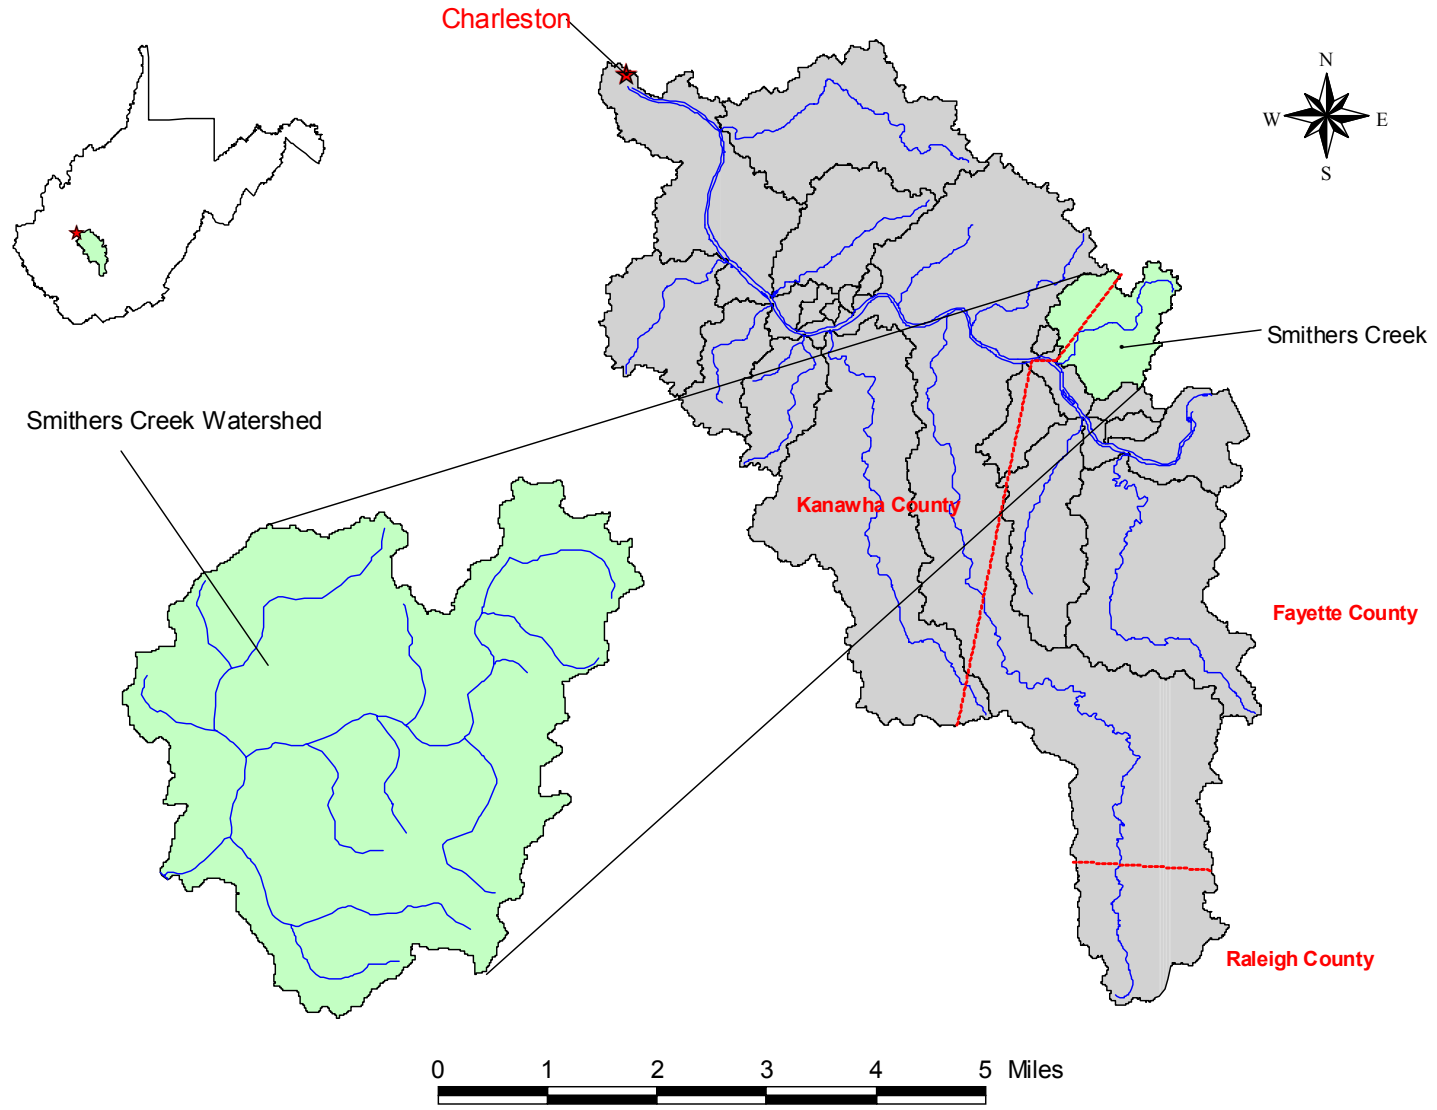 Charleston
N
W
E
S
Smithers Creek
Smithers Creek Watershed
Kanawha County
Fayette County
Raleigh County
0 1 2 3 4 5 Miles